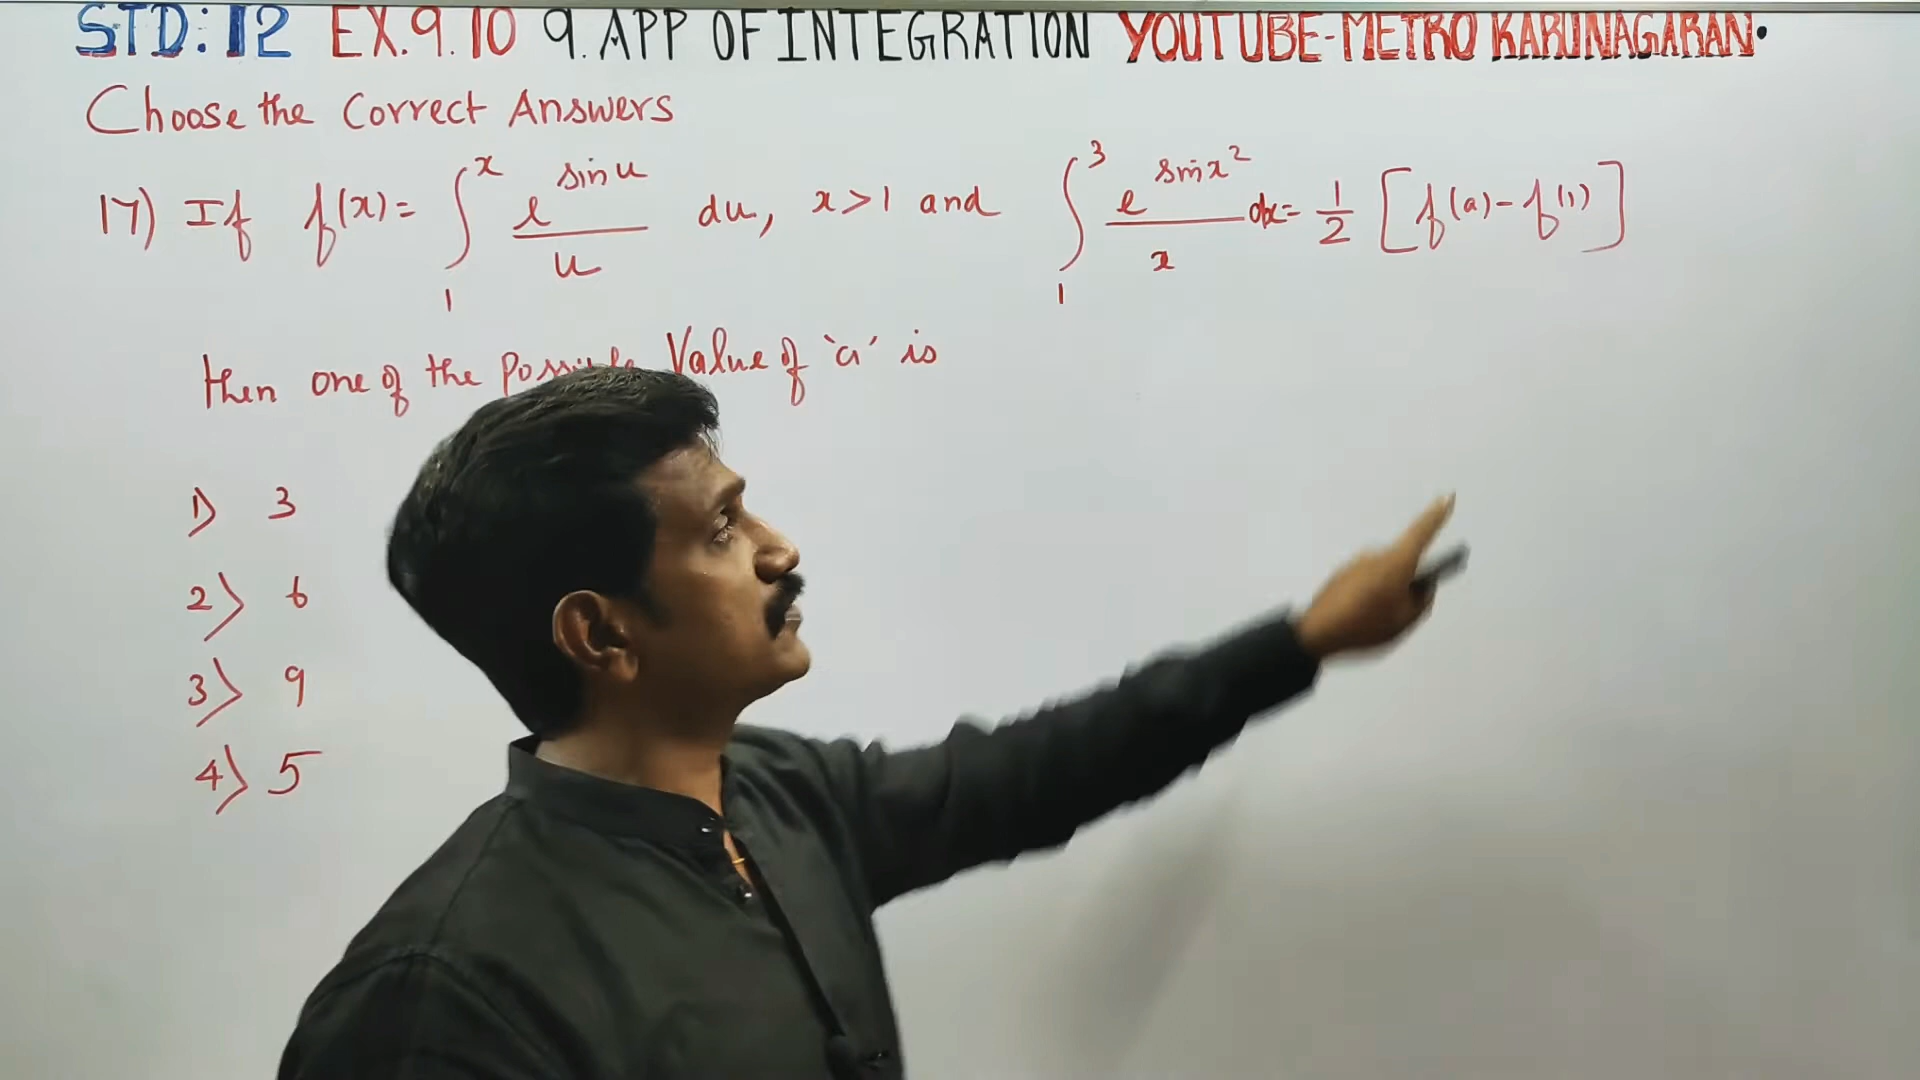 STD: 12 EX.9.10 9. APP OF INTEGRATION YOUTUBE-METRO KARUNAGARAN.
Choose the Correct Answers
17) If f(x) = ∫₁ˣ e^(sin u)/u du, x>1 and ∫₁³ e^(sin x²)/x dx = 1/2 [f(a) - f(1)]
then one of the Possible Value of 'a' is
1) 3
2) 6
3) 9
4) 5